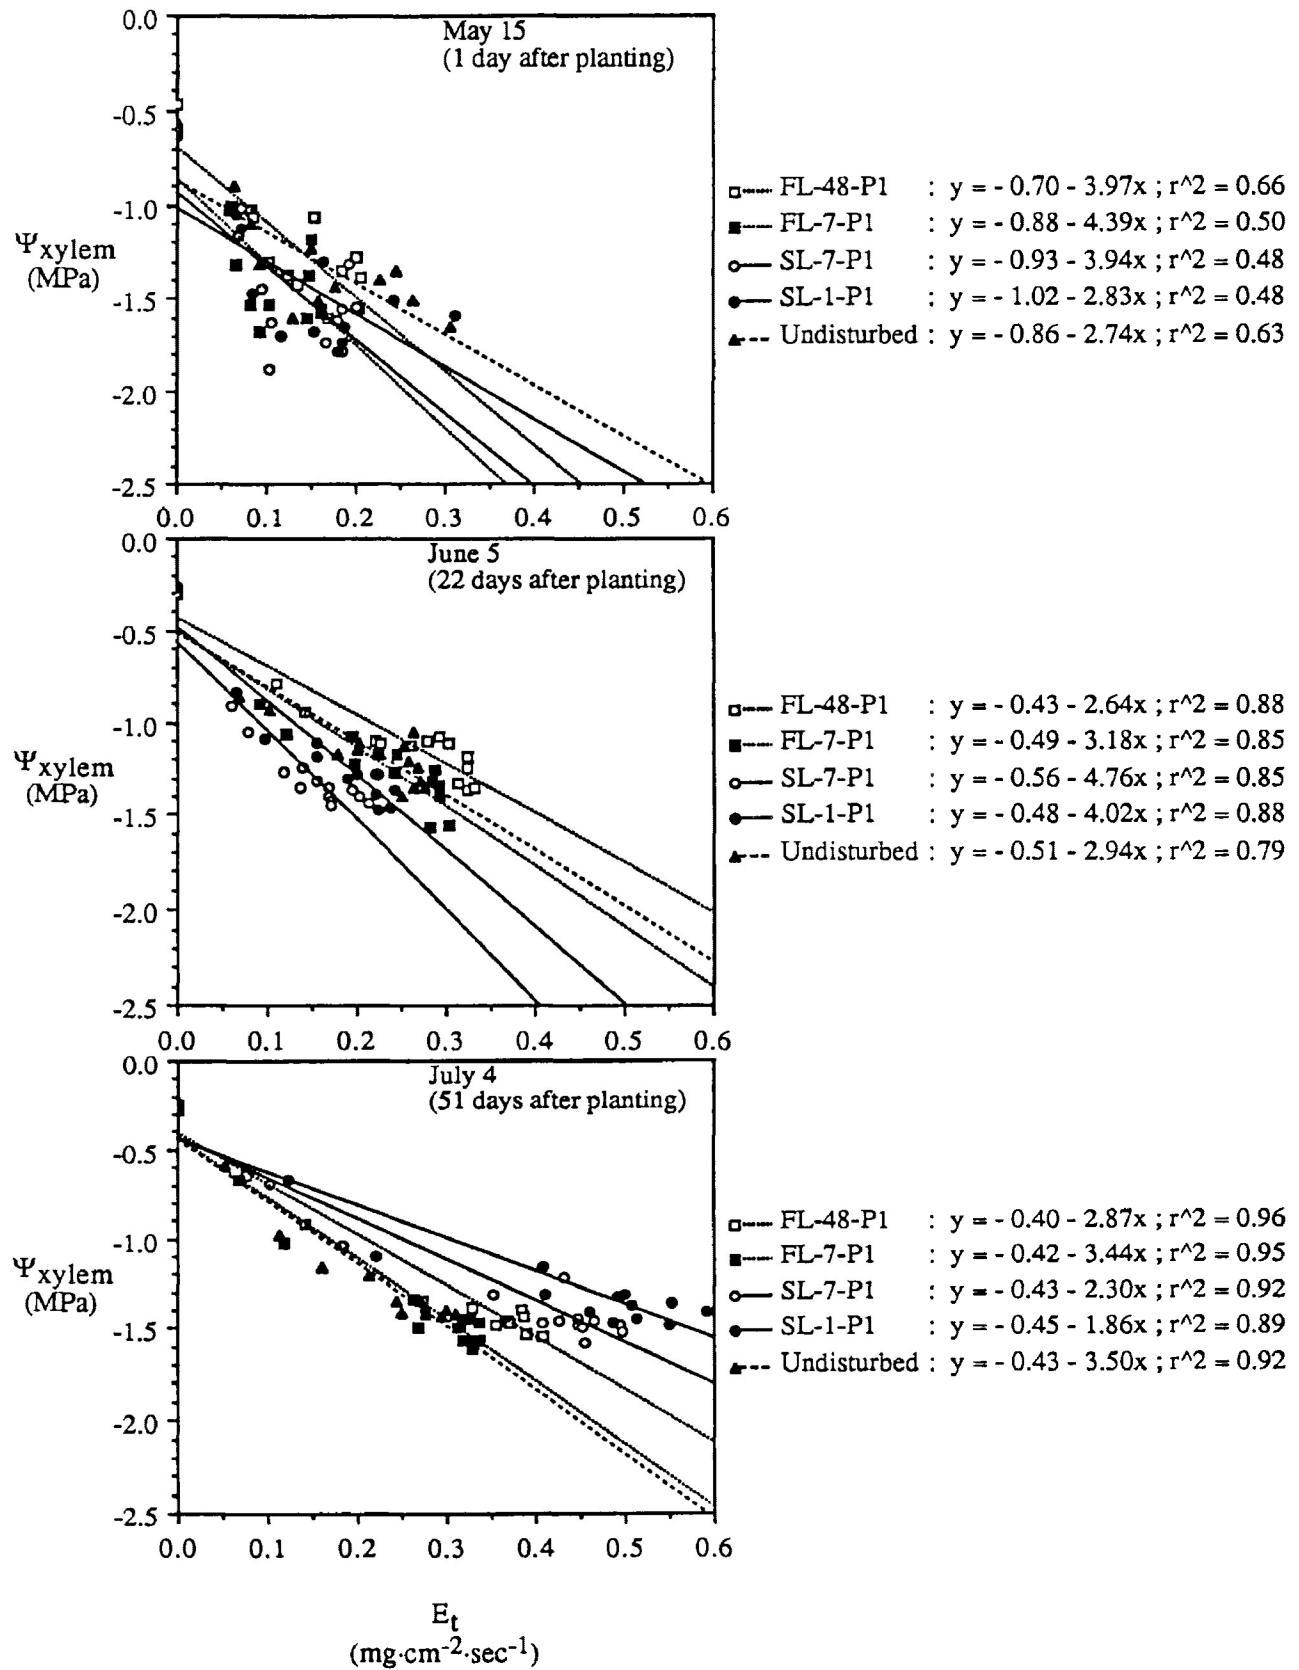 0.0
-0.5
-1.0
-1.5
-2.0
-2.5
Ψxylem
(MPa)
May 15
(1 day after planting)
0.0 0.1 0.2 0.3 0.4 0.5 0.6
FL-48-P1 : y = - 0.70 - 3.97x ; r^2 = 0.66
FL-7-P1 : y = - 0.88 - 4.39x ; r^2 = 0.50
SL-7-P1 : y = - 0.93 - 3.94x ; r^2 = 0.48
SL-1-P1 : y = - 1.02 - 2.83x ; r^2 = 0.48
Undisturbed : y = - 0.86 - 2.74x ; r^2 = 0.63
0.0
-0.5
-1.0
-1.5
-2.0
-2.5
Ψxylem
(MPa)
June 5
(22 days after planting)
0.0 0.1 0.2 0.3 0.4 0.5 0.6
FL-48-P1 : y = - 0.43 - 2.64x ; r^2 = 0.88
FL-7-P1 : y = - 0.49 - 3.18x ; r^2 = 0.85
SL-7-P1 : y = - 0.56 - 4.76x ; r^2 = 0.85
SL-1-P1 : y = - 0.48 - 4.02x ; r^2 = 0.88
Undisturbed : y = - 0.51 - 2.94x ; r^2 = 0.79
0.0
-0.5
-1.0
-1.5
-2.0
-2.5
Ψxylem
(MPa)
July 4
(51 days after planting)
0.0 0.1 0.2 0.3 0.4 0.5 0.6
FL-48-P1 : y = - 0.40 - 2.87x ; r^2 = 0.96
FL-7-P1 : y = - 0.42 - 3.44x ; r^2 = 0.95
SL-7-P1 : y = - 0.43 - 2.30x ; r^2 = 0.92
SL-1-P1 : y = - 0.45 - 1.86x ; r^2 = 0.89
Undisturbed : y = - 0.43 - 3.50x ; r^2 = 0.92
Et
(mg·cm-2·sec-1)